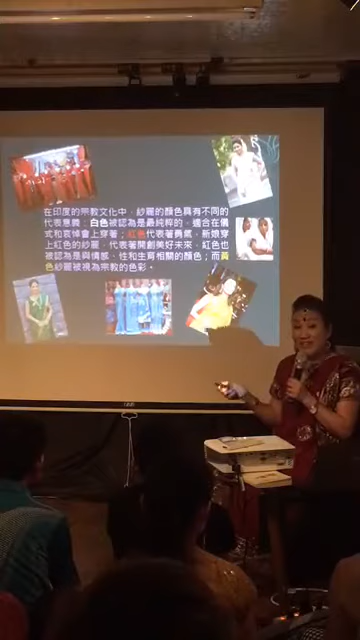 在印度的宗教文化中，紗麗的顏色具有不同的
代表意義，白色被認為是最純粹的，適合在儀
式和哀悼會上穿著；紅色代表著勇氣，新娘穿
上紅色的紗麗，代表著開創美好未來，紅色也
被認為是與情感、性和生育相關的顏色；而黃
色紗麗被視為宗教的色彩。